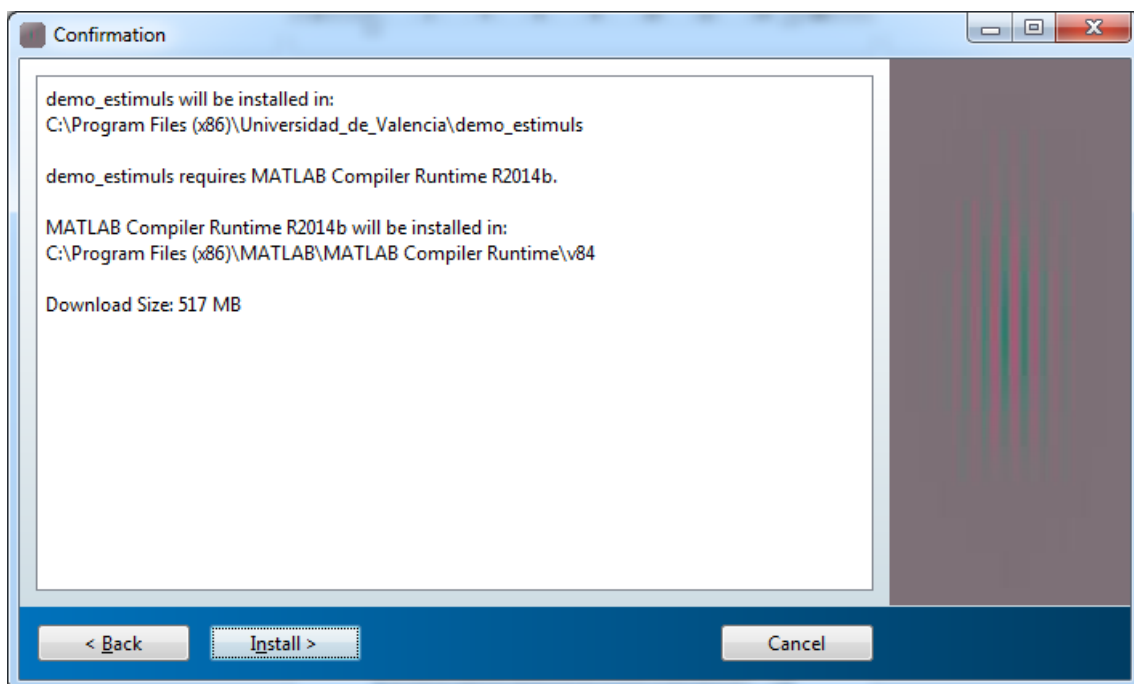 Confirmation
demo_estimuls will be installed in:
C:\Program Files (x86)\Universidad_de_Valencia\demo_estimuls
demo_estimuls requires MATLAB Compiler Runtime R2014b.
MATLAB Compiler Runtime R2014b will be installed in:
C:\Program Files (x86)\MATLAB\MATLAB Compiler Runtime\v84
Download Size: 517 MB
< Back
Install >
Cancel